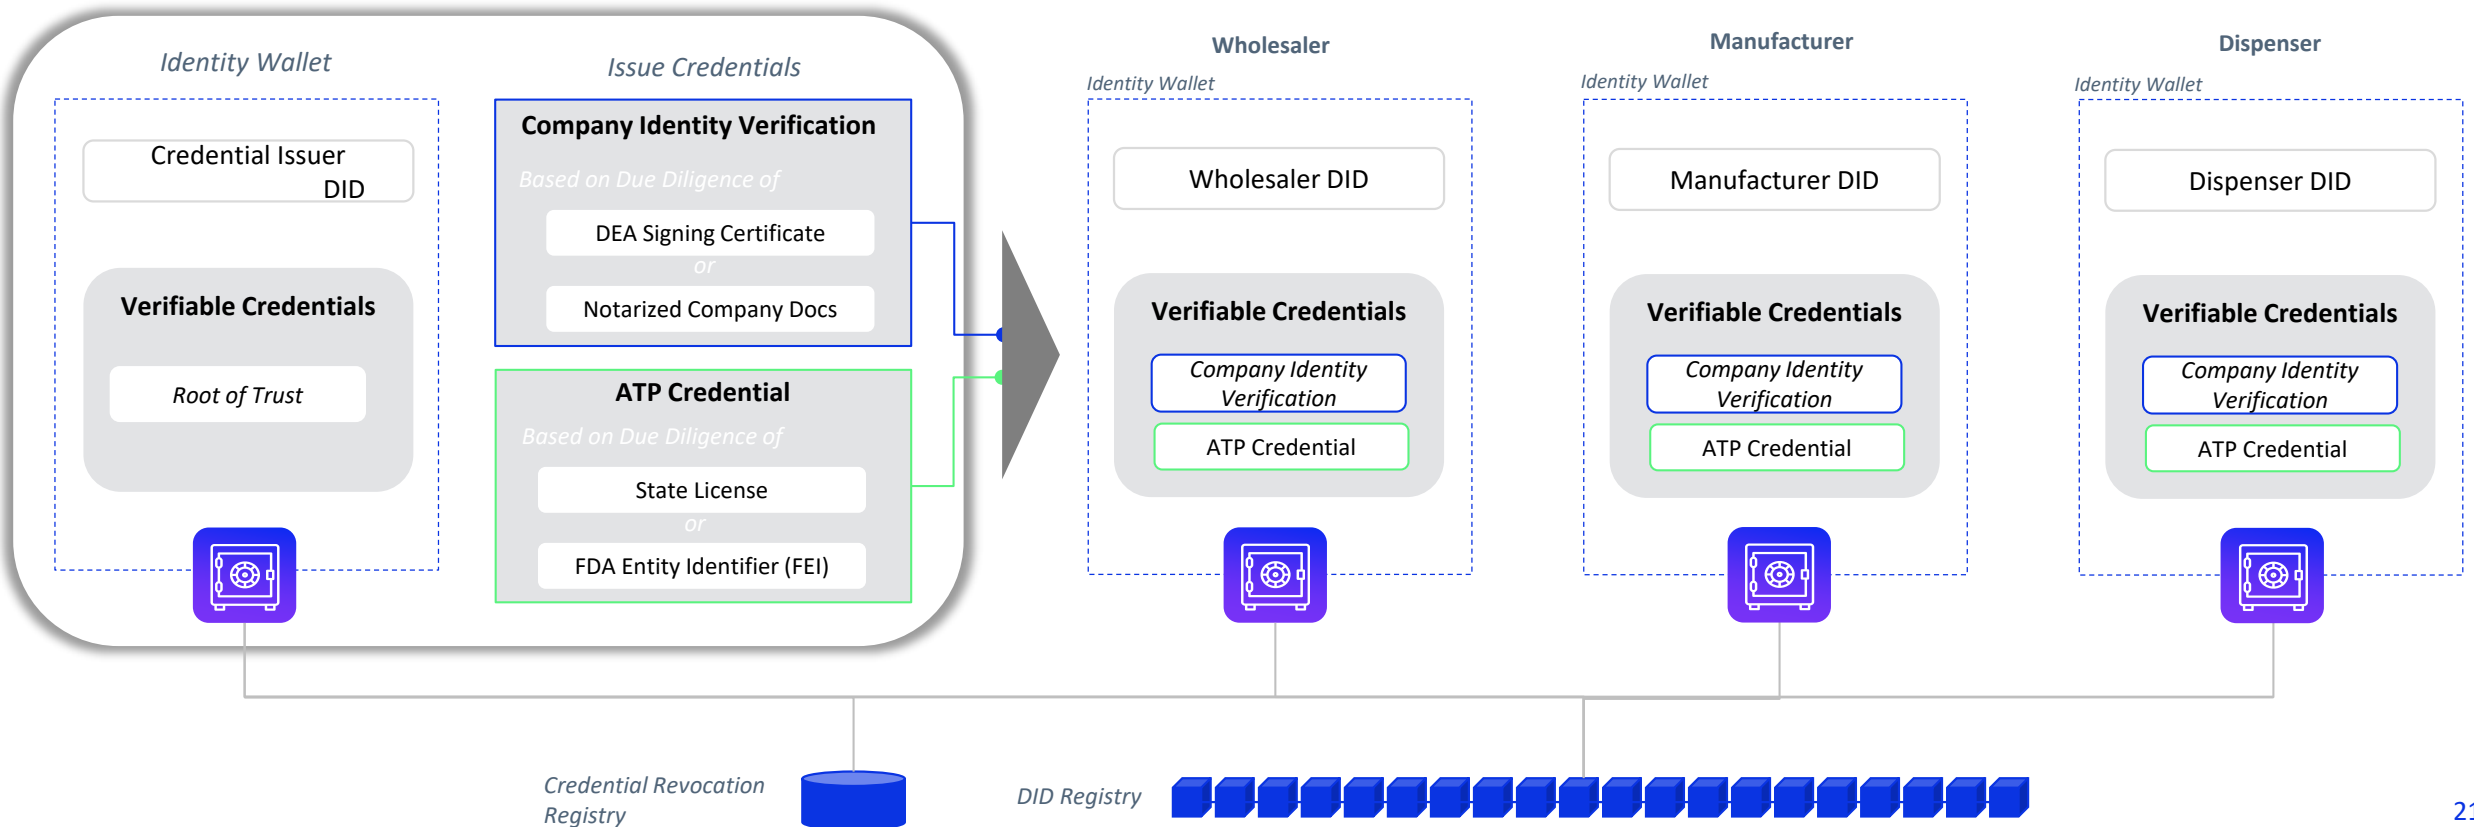 Identity Wallet
Credential Issuer
DID
Verifiable Credentials
Root of Trust
Issue Credentials
Company Identity Verification
Based on Due Diligence of
DEA Signing Certificate
or
Notarized Company Docs
ATP Credential
Based on Due Diligence of
State License
or
FDA Entity Identifier (FEI)
Wholesaler
Identity Wallet
Wholesaler DID
Verifiable Credentials
Company Identity
Verification
ATP Credential
Manufacturer
Identity Wallet
Manufacturer DID
Verifiable Credentials
Company Identity
Verification
ATP Credential
Dispenser
Identity Wallet
Dispenser DID
Verifiable Credentials
Company Identity
Verification
ATP Credential
Credential Revocation
Registry
DID Registry
21